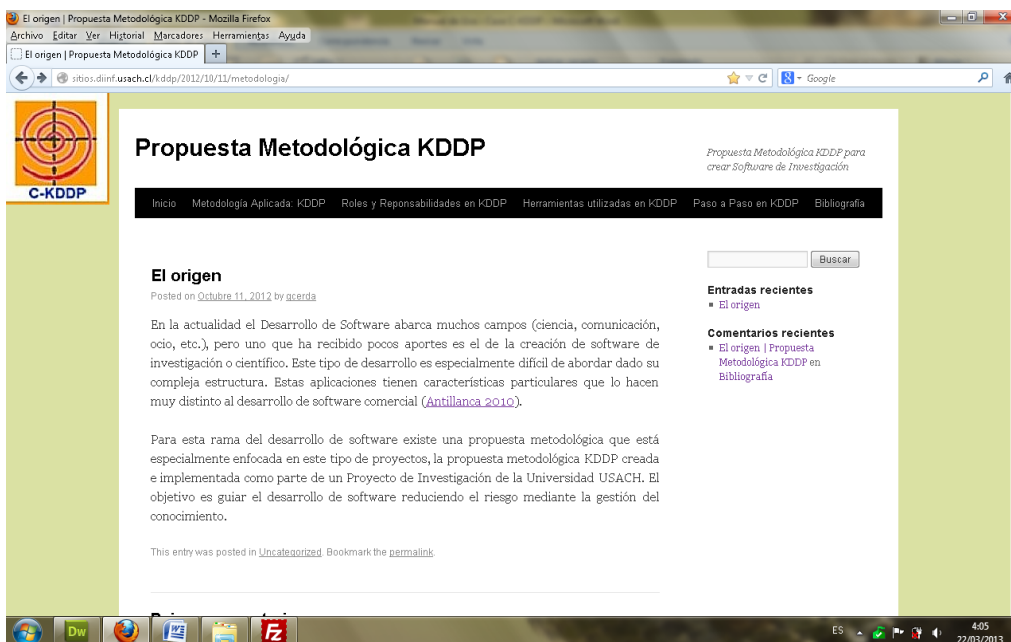 El origen | Propuesta Metodológica KDDP - Mozilla Firefox
Archivo Editar Ver Historial Marcadores Herramientas Ayuda
El origen | Propuesta Metodológica KDDP
sitios.diinf.usach.cl/kddp/2012/10/11/metodologia/
Google
C-KDDP
Propuesta Metodológica KDDP
Propuesta Metodológica KDDP para
crear Software de Investigación
Inicio Metodología Aplicada: KDDP Roles y Reponsabilidades en KDDP Herramientas utilizadas en KDDP Paso a Paso en KDDP Bibliografía
El origen
Posted on Octubre 11, 2012 by gcerda
En la actualidad el Desarrollo de Software abarca muchos campos (ciencia, comunicación,
ocio, etc.), pero uno que ha recibido pocos aportes es el de la creación de software de
investigación o científico. Este tipo de desarrollo es especialmente difícil de abordar dado su
compleja estructura. Estas aplicaciones tienen características particulares que lo hacen
muy distinto al desarrollo de software comercial (Antillanca 2010).
Para esta rama del desarrollo de software existe una propuesta metodológica que está
especialmente enfocada en este tipo de proyectos, la propuesta metodológica KDDP creada
e implementada como parte de un Proyecto de Investigación de la Universidad USACH. El
objetivo es guiar el desarrollo de software reduciendo el riesgo mediante la gestión del
conocimiento.
This entry was posted in Uncategorized. Bookmark the permalink.
Buscar
Entradas recientes
El origen
Comentarios recientes
El origen | Propuesta
Metodológica KDDP en
Bibliografía
Dw
ES
4:05
22/03/2013